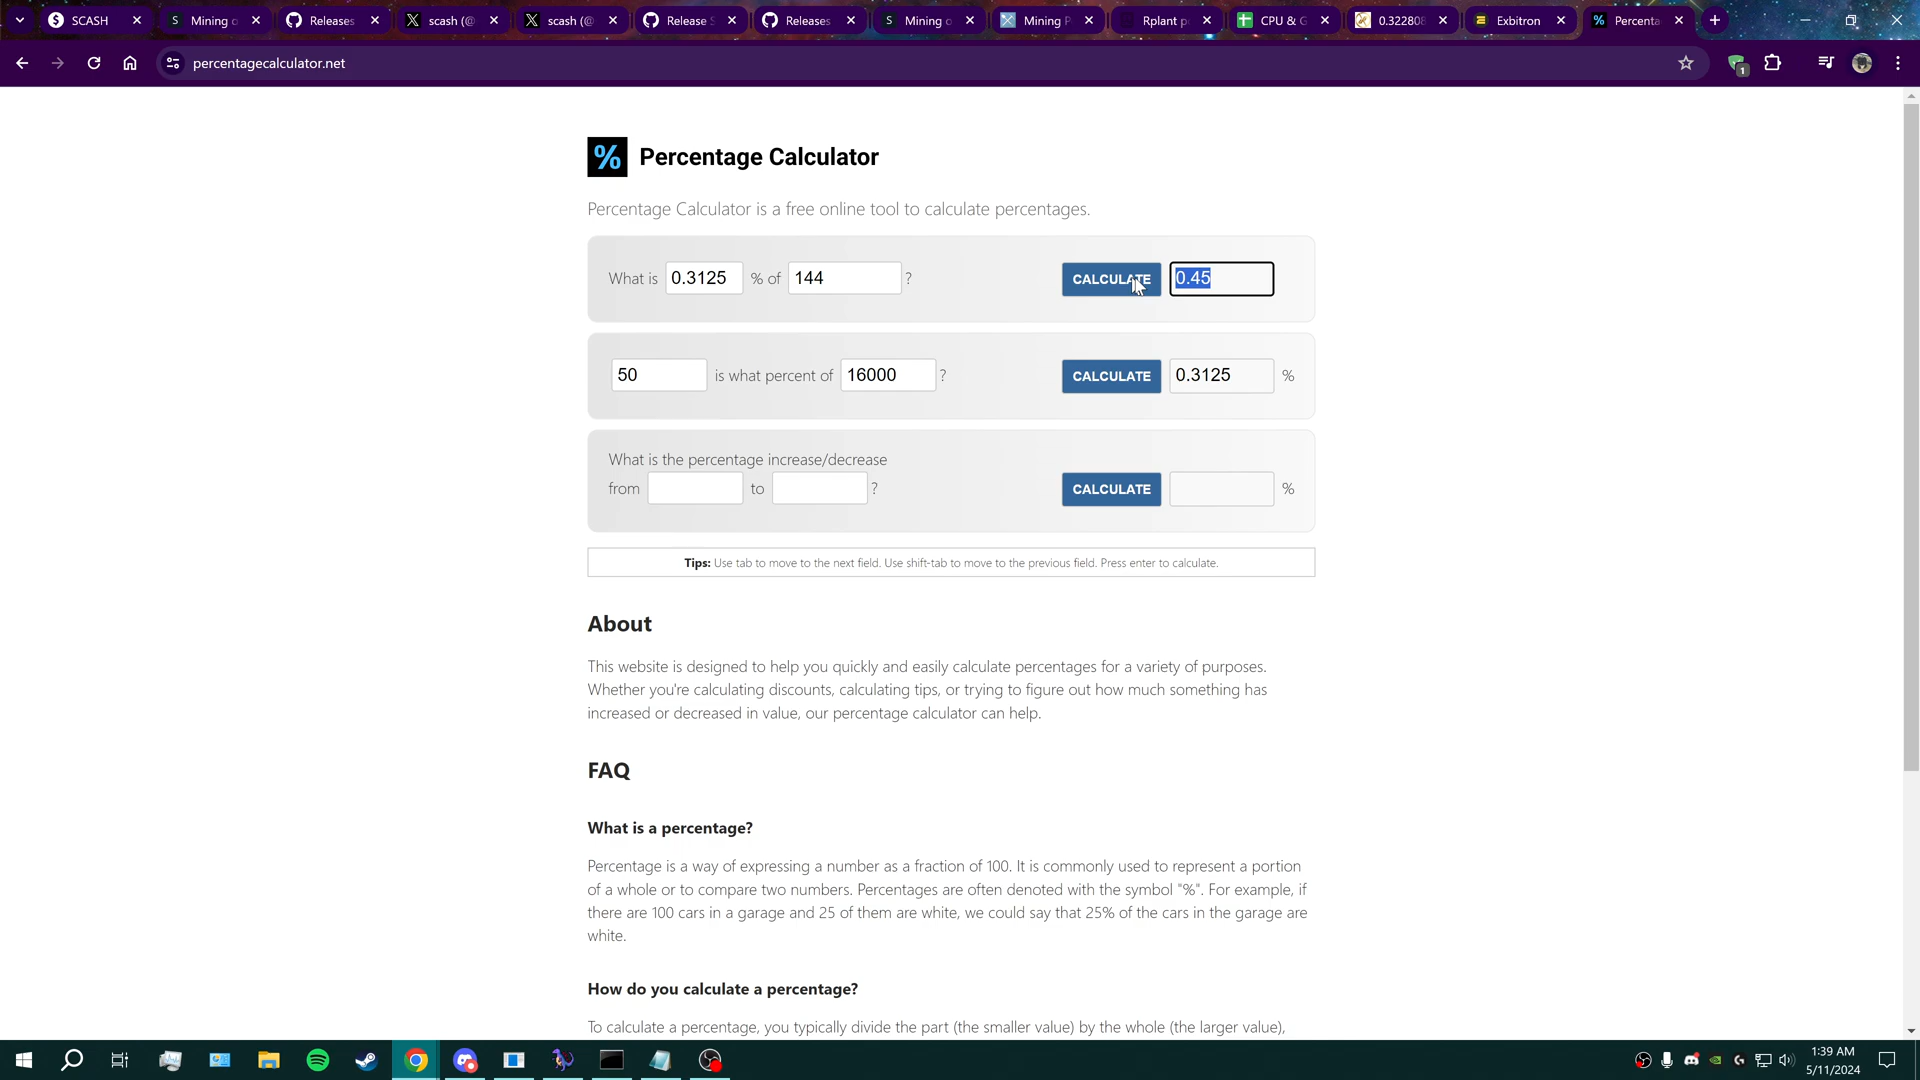 SCASH
Mining o
Releases
scash (@
scash (@
Release S
Releases
Mining o
Mining P
Rplant p
CPU & G
0.322808
Exbitron
Percenta
percentagecalculator.net
1
% Percentage Calculator
Percentage Calculator is a free online tool to calculate percentages.
What is 0.3125 % of 144 ? CALCULATE 0.45
50 is what percent of 16000 ? CALCULATE 0.3125 %
What is the percentage increase/decrease
from to ? CALCULATE %
Tips: Use tab to move to the next field. Use shift-tab to move to the previous field. Press enter to calculate.
About
This website is designed to help you quickly and easily calculate percentages for a variety of purposes.
Whether you're calculating discounts, calculating tips, or trying to figure out how much something has
increased or decreased in value, our percentage calculator can help.
FAQ
What is a percentage?
Percentage is a way of expressing a number as a fraction of 100. It is commonly used to represent a portion
of a whole or to compare two numbers. Percentages are often denoted with the symbol "%". For example, if
there are 100 cars in a garage and 25 of them are white, we could say that 25% of the cars in the garage are
white.
How do you calculate a percentage?
To calculate a percentage, you typically divide the part (the smaller value) by the whole (the larger value),
1:39 AM
5/11/2024